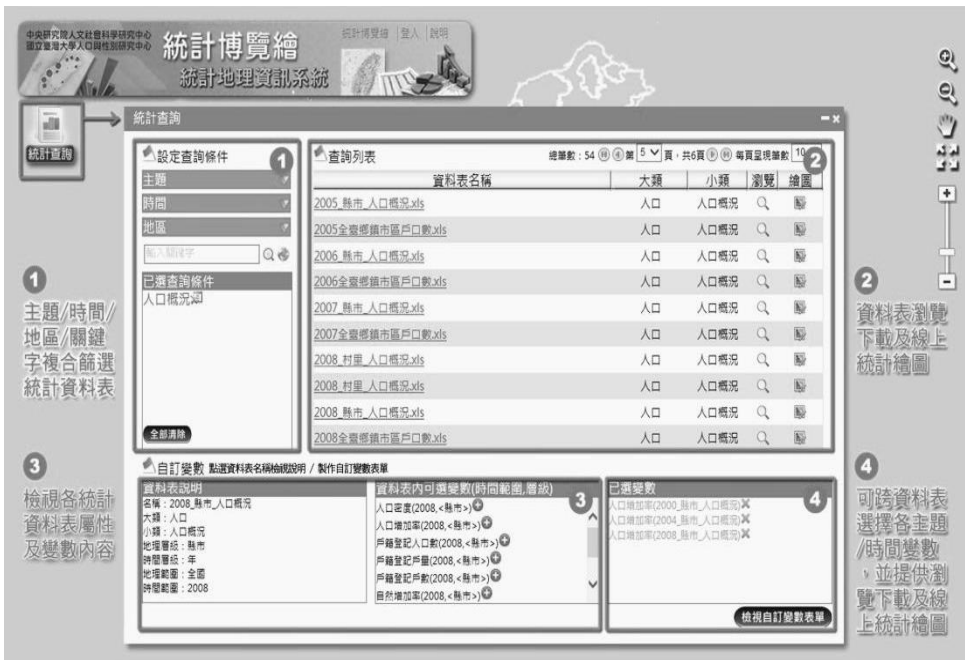 中央研究院人文社會科學研究中心
國立臺灣大學人口與性別研究中心
統計博覽繪
統計地理資訊系統
統計博覽繪 | 登入 | 說明
統計查詢
統計查詢
設定查詢條件
1
主題
時間
地區
輸入關鍵字
已選查詢條件
人口概況
全部清除
查詢列表
總筆數：54 第 5 頁，共6頁 每頁呈現筆數 10
2
資料表名稱 大類 小類 瀏覽 繪圖
2005_縣市_人口概況.xls 人口 人口概況
2005全臺鄉鎮市區戶口數.xls 人口 人口概況
2006_縣市_人口概況.xls 人口 人口概況
2006全臺鄉鎮市區戶口數.xls 人口 人口概況
2007_縣市_人口概況.xls 人口 人口概況
2007全臺鄉鎮市區戶口數.xls 人口 人口概況
2008_村里_人口概況.xls 人口 人口概況
2008_村里_人口概況.xls 人口 人口概況
2008_縣市_人口概況.xls 人口 人口概況
2008全臺鄉鎮市區戶口數.xls 人口 人口概況
自訂變數 點選資料表名稱檢視說明 / 製作自訂變數表單
資料表說明
名稱：2008_縣市_人口概況
大類：人口
小類：人口概況
地理層級：縣市
時間層級：年
地理範圍：全國
時間範圍：2008
資料表內可選變數(時間範圍,層級)
3
人口密度(2008,<縣市>)
人口增加率(2008,<縣市>)
戶籍登記人口數(2008,<縣市>)
戶籍登記戶量(2008,<縣市>)
戶籍登記戶數(2008,<縣市>)
自然增加率(2008,<縣市>)
已選變數
4
人口增加率(2000_縣市_人口概況)
人口增加率(2004_縣市_人口概況)
人口增加率(2008_縣市_人口概況)
檢視自訂變數表單
1
主題/時間/
地區/關鍵
字複合篩選
統計資料表
2
資料表瀏覽
下載及線上
統計繪圖
3
檢視各統計
資料表屬性
及變數內容
4
可跨資料表
選擇各主題
/時間變數
，並提供瀏
覽下載及線
上統計繪圖